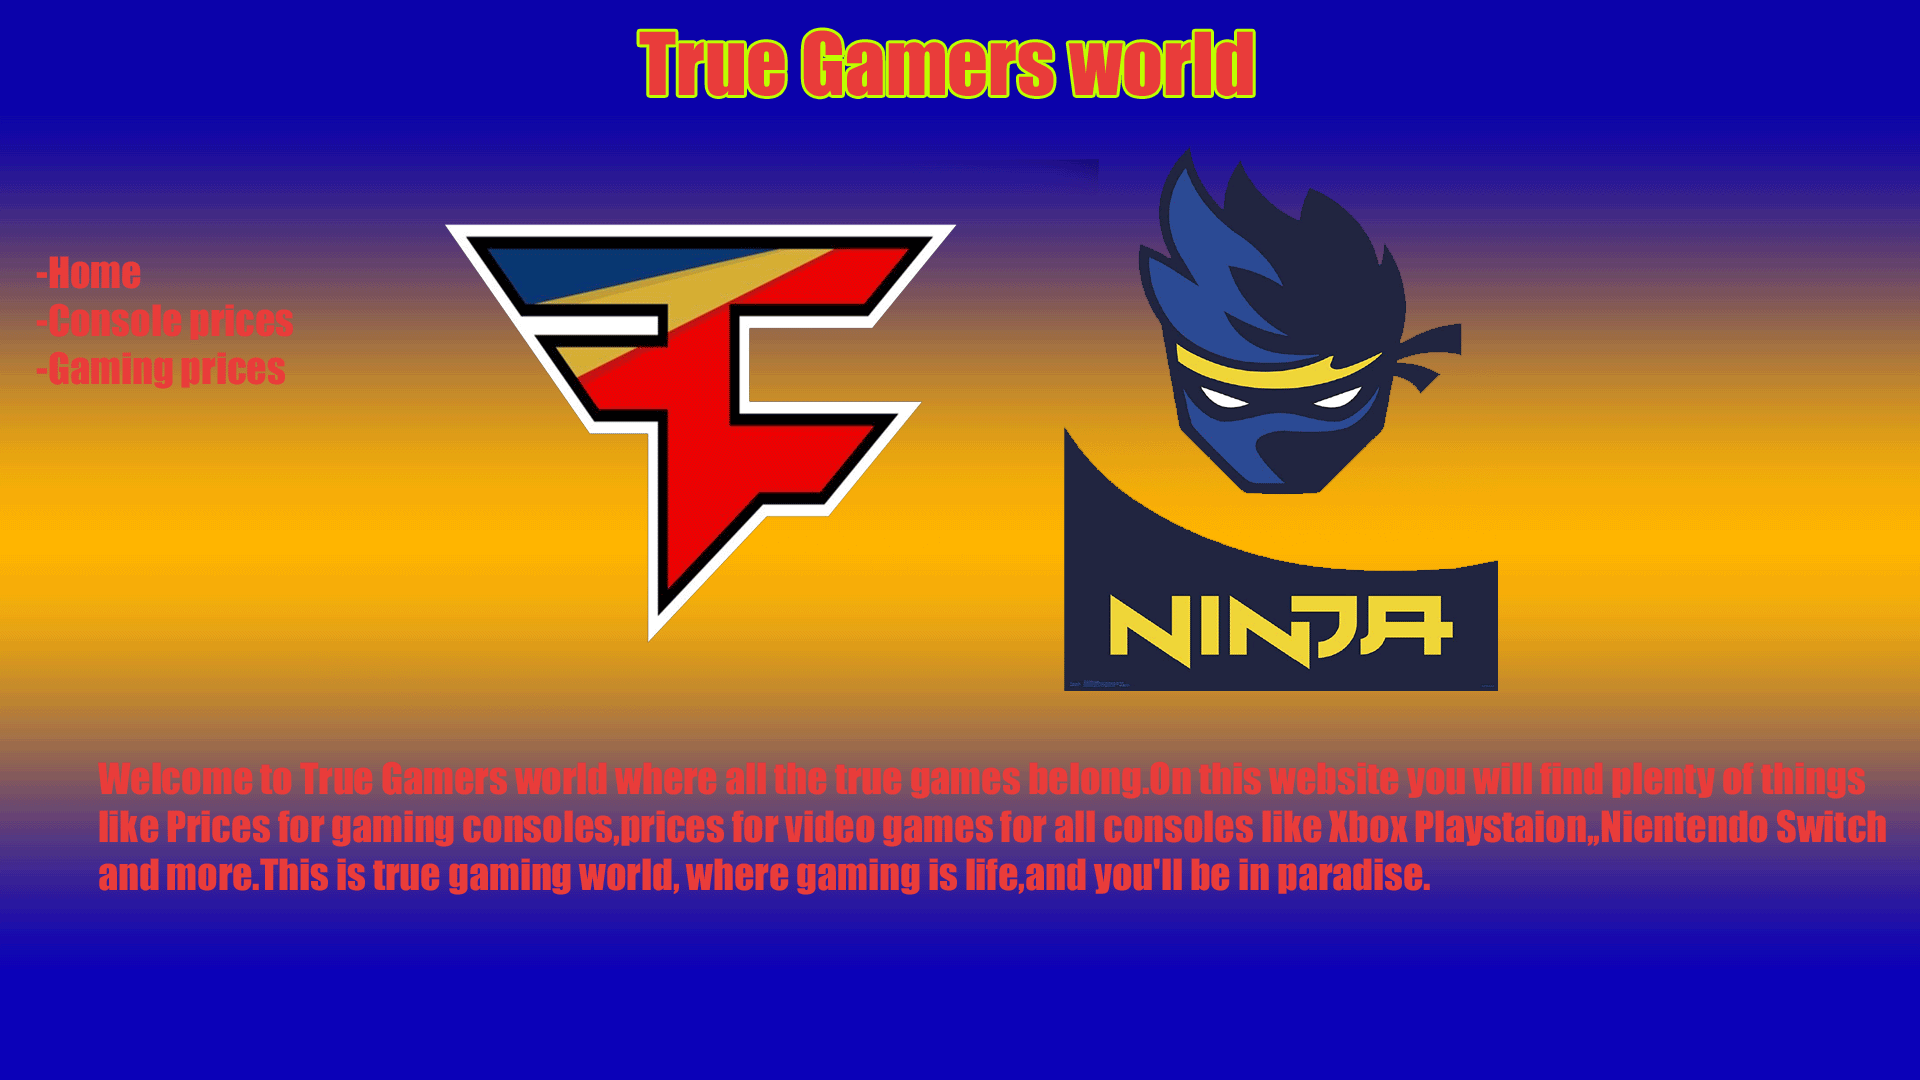 True Gamers world
-Home
-Console prices
-Gaming prices
NINJA
Welcome to True Gamers world where all the true games belong.On this website you will find plenty of things
like Prices for gaming consoles,prices for video games for all consoles like Xbox Playstaion,,Nientendo Switch
and more.This is true gaming world, where gaming is life,and you'll be in paradise.